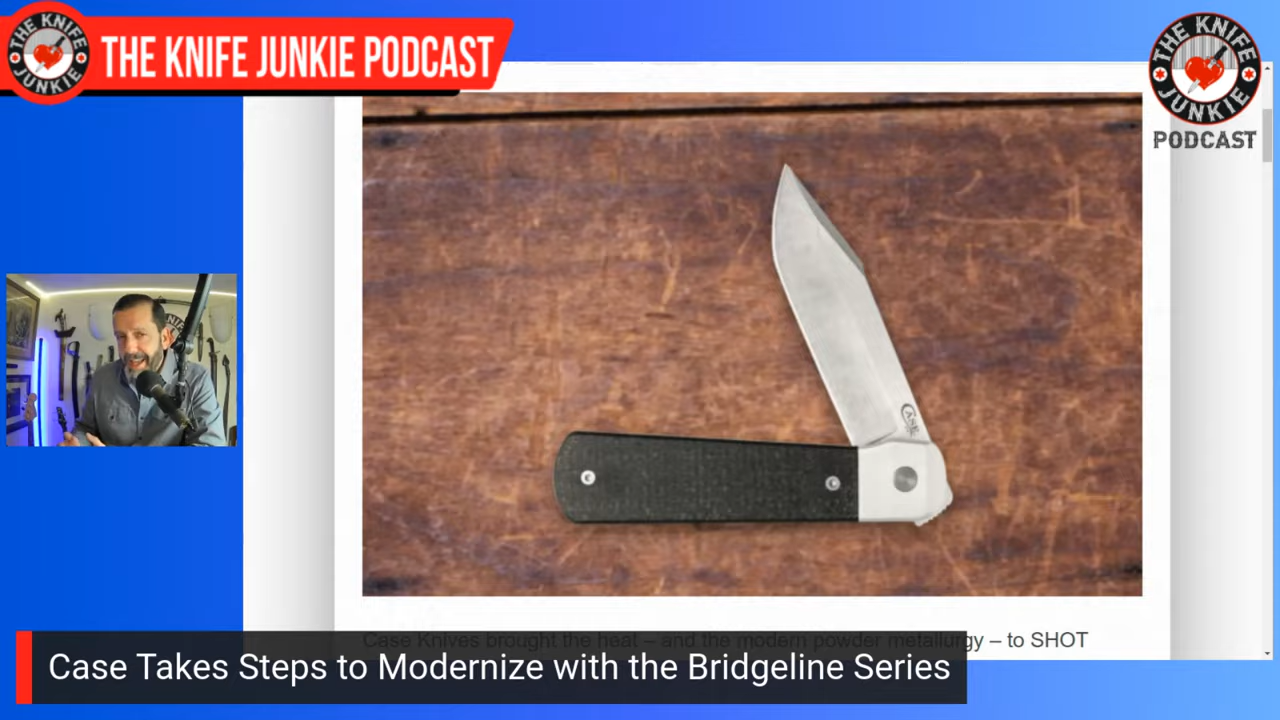 THE KNIFE JUNKIE
THE KNIFE JUNKIE PODCAST
THE KNIFE JUNKIE
PODCAST
CASE
Case Knives brought the heat – and the modern powder metallurgy – to SHOT
Case Takes Steps to Modernize with the Bridgeline Series